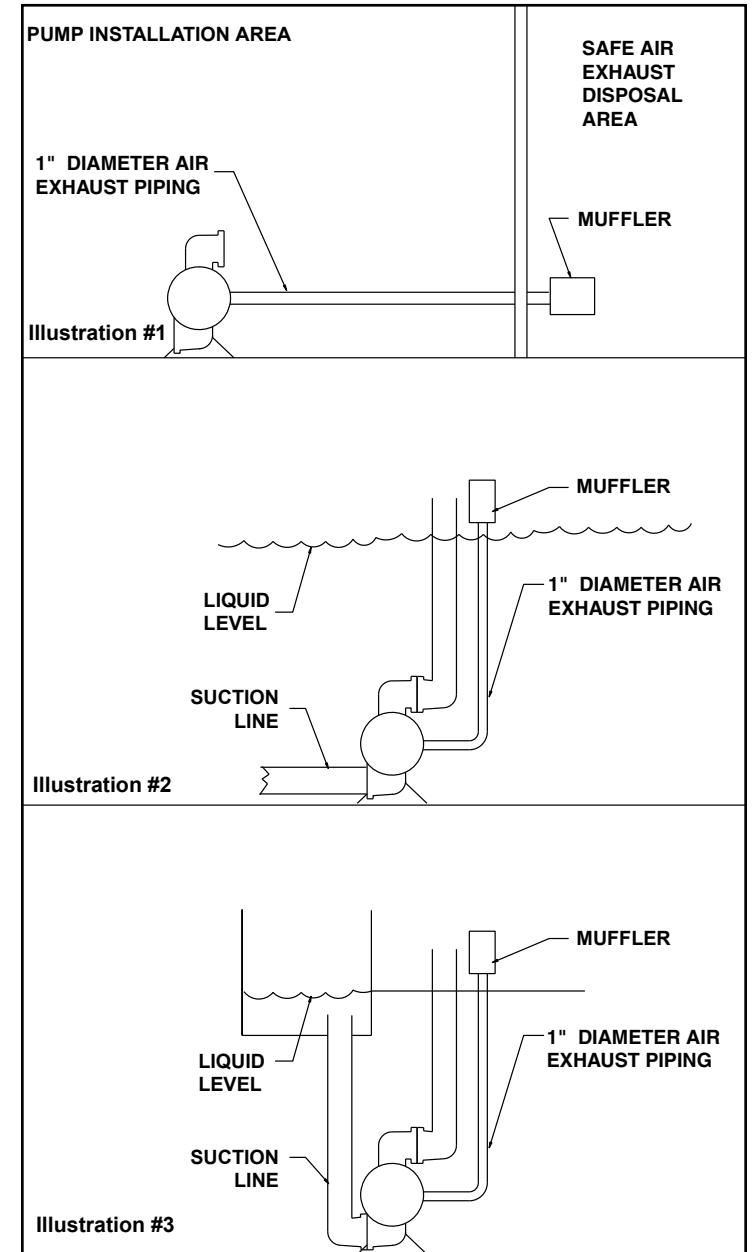 PUMP INSTALLATION AREA
SAFE AIR
EXHAUST
DISPOSAL
AREA
1" DIAMETER AIR
EXHAUST PIPING
MUFFLER
Illustration #1
MUFFLER
LIQUID
LEVEL
1" DIAMETER AIR
EXHAUST PIPING
SUCTION
LINE
Illustration #2
MUFFLER
LIQUID
LEVEL
1" DIAMETER AIR
EXHAUST PIPING
SUCTION
LINE
Illustration #3